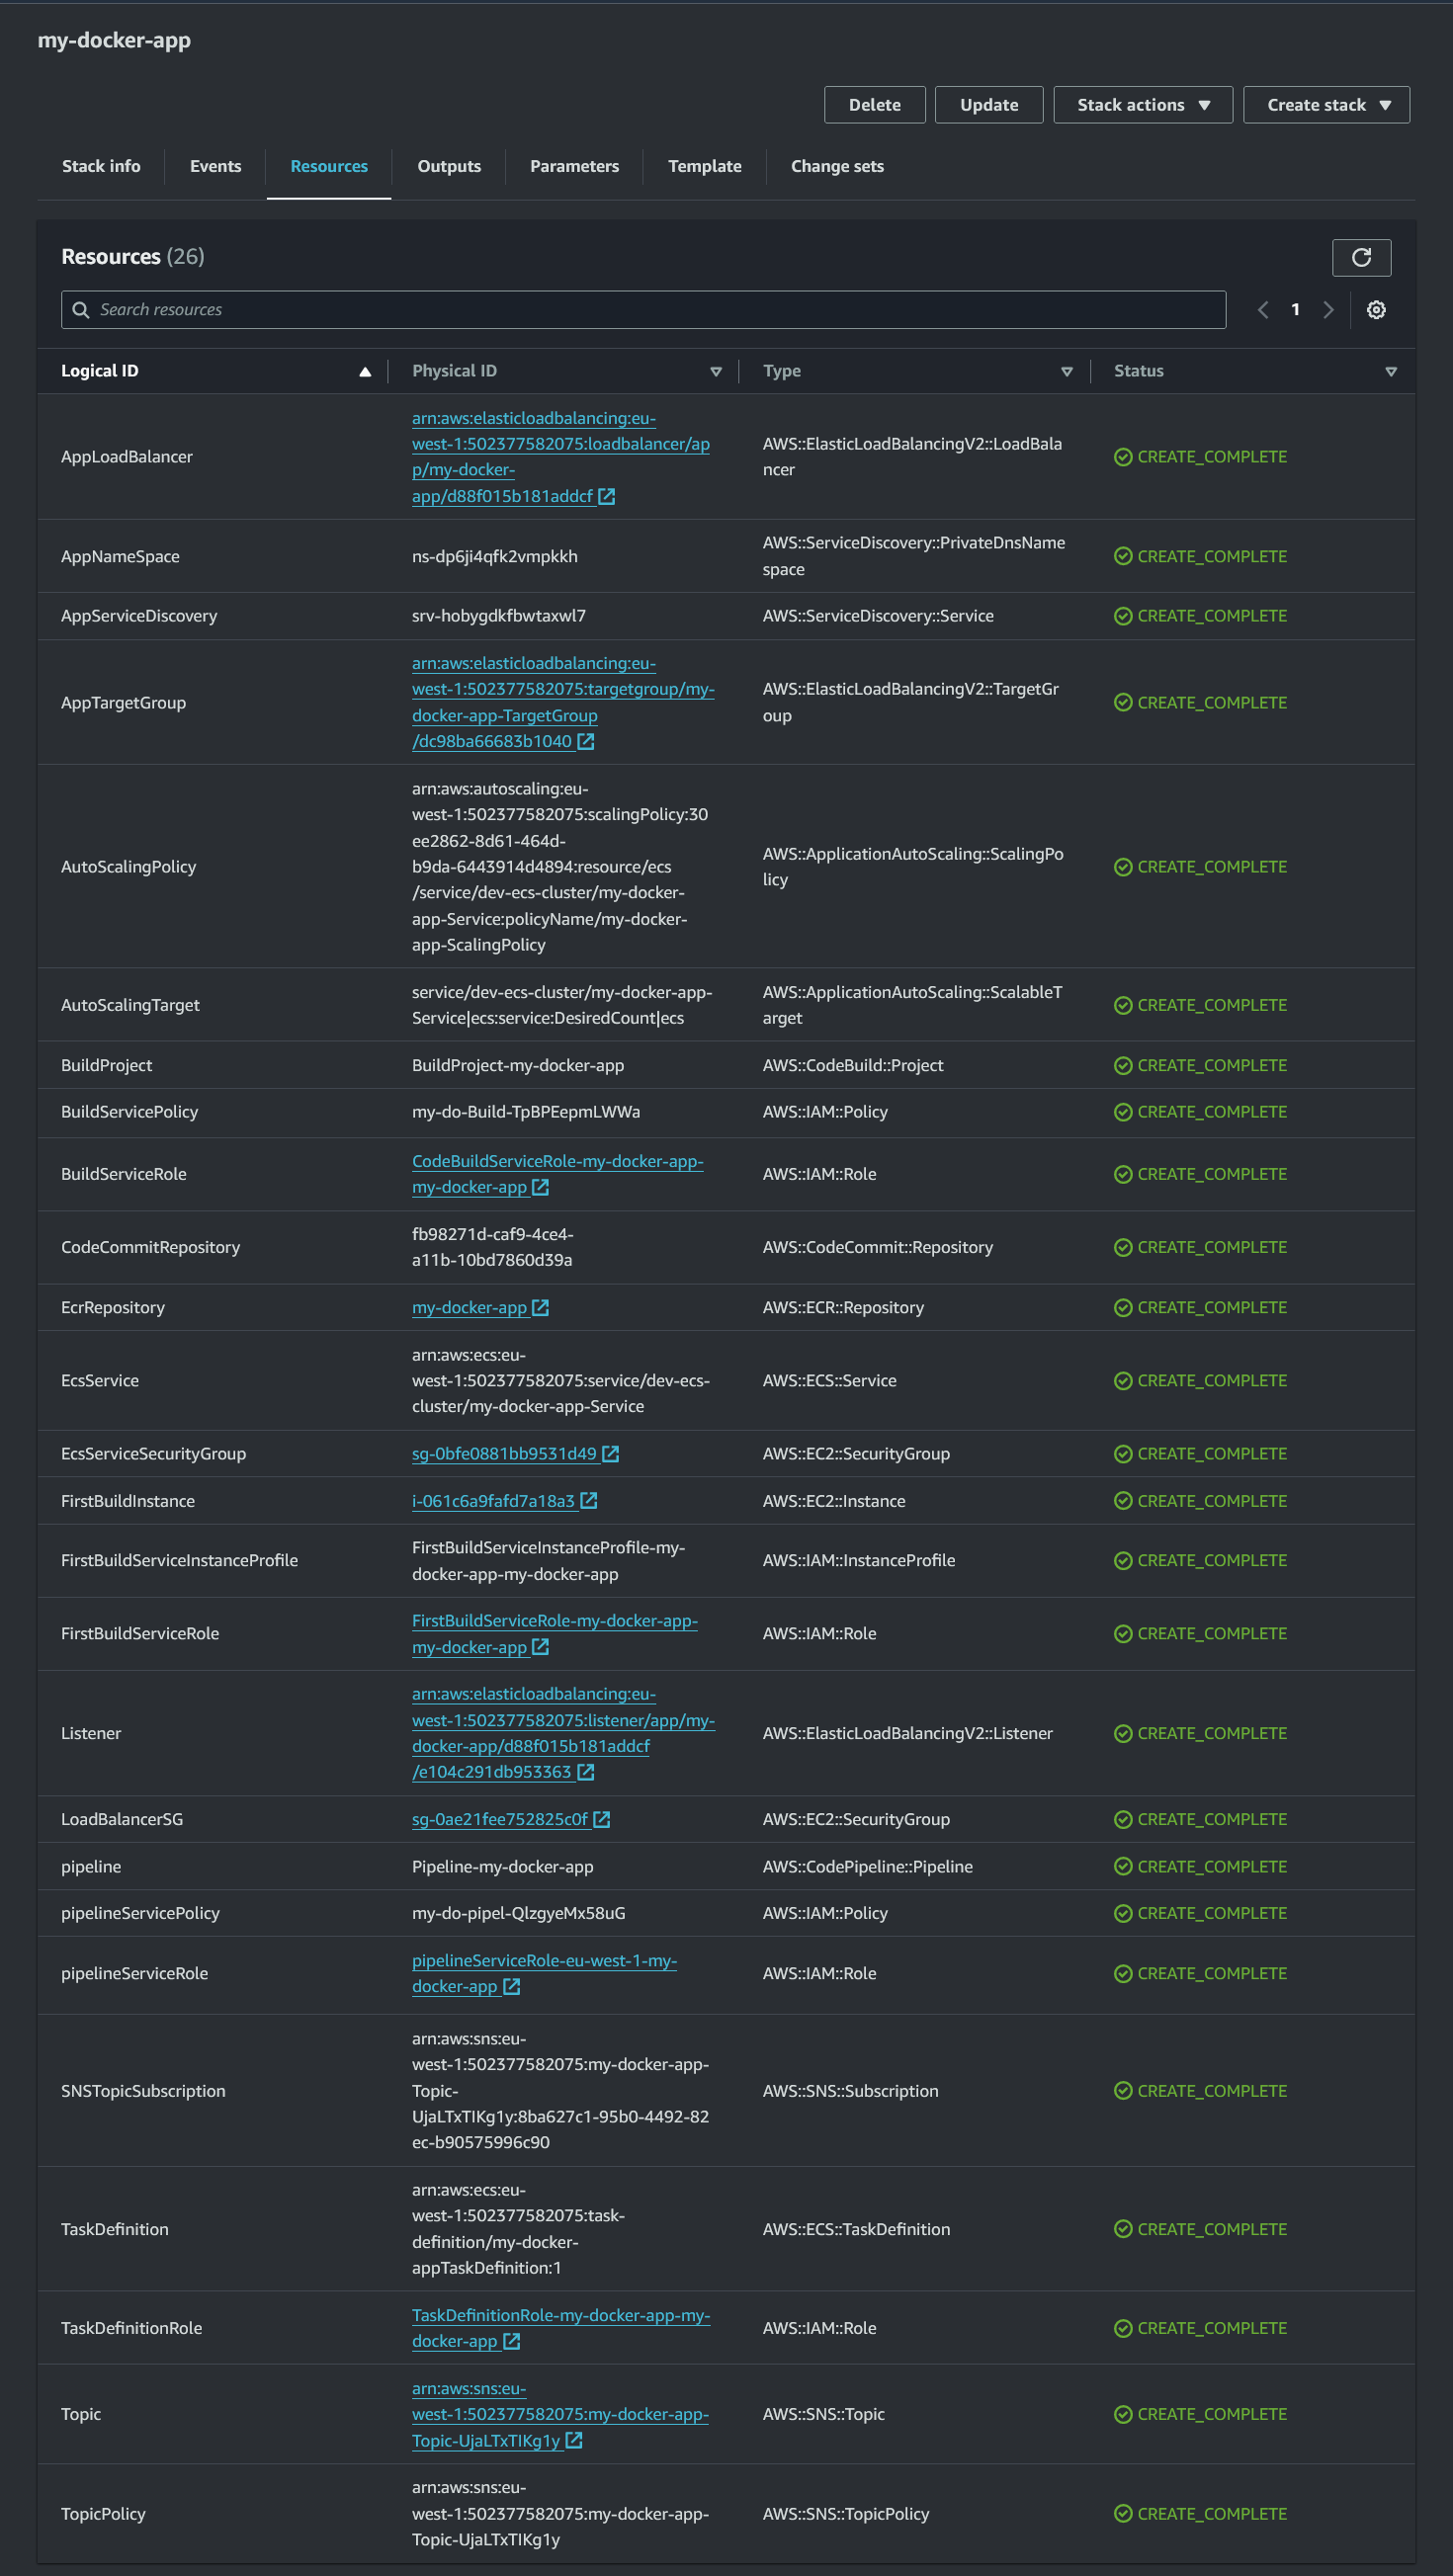 my-docker-app
Delete
Update
Stack actions
Create stack
Stack info
Events
Resources
Outputs
Parameters
Template
Change sets
Resources (26)
Search resources
1
Logical ID
Physical ID
Type
Status
AppLoadBalancer
arn:aws:elasticloadbalancing:eu-
west-1:502377582075:loadbalancer/ap
p/my-docker-
app/d88f015b181addcf
AWS::ElasticLoadBalancingV2::LoadBala
ncer
CREATE_COMPLETE
AppNameSpace
ns-dp6ji4qfk2vmpkkh
AWS::ServiceDiscovery::PrivateDnsName
space
CREATE_COMPLETE
AppServiceDiscovery
srv-hobygdkfbwtaxwl7
AWS::ServiceDiscovery::Service
CREATE_COMPLETE
AppTargetGroup
arn:aws:elasticloadbalancing:eu-
west-1:502377582075:targetgroup/my-
docker-app-TargetGroup
/dc98ba66683b1040
AWS::ElasticLoadBalancingV2::TargetGr
oup
CREATE_COMPLETE
AutoScalingPolicy
arn:aws:autoscaling:eu-
west-1:502377582075:scalingPolicy:30
ee2862-8d61-464d-
b9da-6443914d4894:resource/ecs
/service/dev-ecs-cluster/my-docker-
app-Service:policyName/my-docker-
app-ScalingPolicy
AWS::ApplicationAutoScaling::ScalingPo
licy
CREATE_COMPLETE
AutoScalingTarget
service/dev-ecs-cluster/my-docker-app-
Service|ecs:service:DesiredCount|ecs
AWS::ApplicationAutoScaling::ScalableT
arget
CREATE_COMPLETE
BuildProject
BuildProject-my-docker-app
AWS::CodeBuild::Project
CREATE_COMPLETE
BuildServicePolicy
my-do-Build-TpBPEepmLWWa
AWS::IAM::Policy
CREATE_COMPLETE
BuildServiceRole
CodeBuildServiceRole-my-docker-app-
my-docker-app
AWS::IAM::Role
CREATE_COMPLETE
CodeCommitRepository
fb98271d-caf9-4ce4-
a11b-10bd7860d39a
AWS::CodeCommit::Repository
CREATE_COMPLETE
EcrRepository
my-docker-app
AWS::ECR::Repository
CREATE_COMPLETE
EcsService
arn:aws:ecs:eu-
west-1:502377582075:service/dev-ecs-
cluster/my-docker-app-Service
AWS::ECS::Service
CREATE_COMPLETE
EcsServiceSecurityGroup
sg-0bfe0881bb9531d49
AWS::EC2::SecurityGroup
CREATE_COMPLETE
FirstBuildInstance
i-061c6a9fafd7a18a3
AWS::EC2::Instance
CREATE_COMPLETE
FirstBuildServiceInstanceProfile
FirstBuildServiceInstanceProfile-my-
docker-app-my-docker-app
AWS::IAM::InstanceProfile
CREATE_COMPLETE
FirstBuildServiceRole
FirstBuildServiceRole-my-docker-app-
my-docker-app
AWS::IAM::Role
CREATE_COMPLETE
Listener
arn:aws:elasticloadbalancing:eu-
west-1:502377582075:listener/app/my-
docker-app/d88f015b181addcf
/e104c291db953363
AWS::ElasticLoadBalancingV2::Listener
CREATE_COMPLETE
LoadBalancerSG
sg-0ae21fee752825c0f
AWS::EC2::SecurityGroup
CREATE_COMPLETE
pipeline
Pipeline-my-docker-app
AWS::CodePipeline::Pipeline
CREATE_COMPLETE
pipelineServicePolicy
my-do-pipel-QlzgyeMx58uG
AWS::IAM::Policy
CREATE_COMPLETE
pipelineServiceRole
pipelineServiceRole-eu-west-1-my-
docker-app
AWS::IAM::Role
CREATE_COMPLETE
SNSTopicSubscription
arn:aws:sns:eu-
west-1:502377582075:my-docker-app-
Topic-
UjaLTxTIKg1y:8ba627c1-95b0-4492-82
ec-b90575996c90
AWS::SNS::Subscription
CREATE_COMPLETE
TaskDefinition
arn:aws:ecs:eu-
west-1:502377582075:task-
definition/my-docker-
appTaskDefinition:1
AWS::ECS::TaskDefinition
CREATE_COMPLETE
TaskDefinitionRole
TaskDefinitionRole-my-docker-app-my-
docker-app
AWS::IAM::Role
CREATE_COMPLETE
Topic
arn:aws:sns:eu-
west-1:502377582075:my-docker-app-
Topic-UjaLTxTIKg1y
AWS::SNS::Topic
CREATE_COMPLETE
TopicPolicy
arn:aws:sns:eu-
west-1:502377582075:my-docker-app-
Topic-UjaLTxTIKg1y
AWS::SNS::TopicPolicy
CREATE_COMPLETE